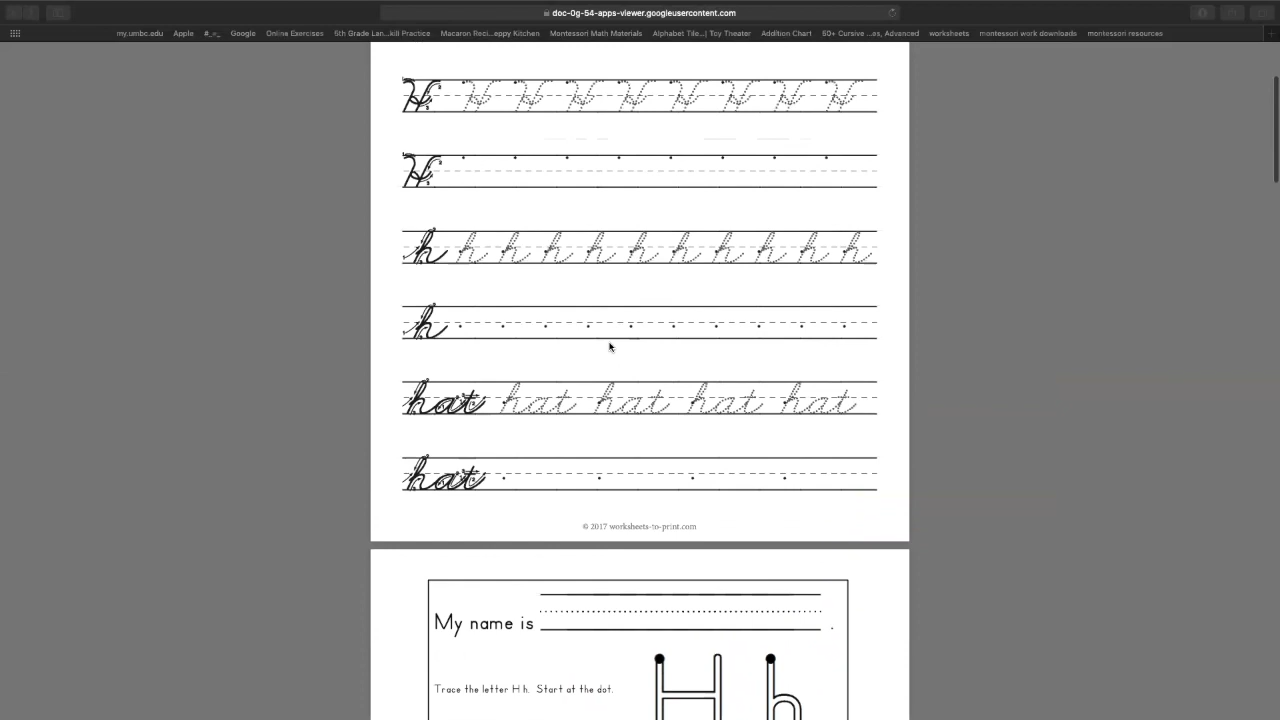 doc-0g-54-apps-viewer.googleusercontent.com
my.umbc.edu Apple #_=_ Google Online Exercises 5th Grade Lan...kill Practice Macaron Reci...eppy Kitchen Montessori Math Materials Alphabet Tile...| Toy Theater Addition Chart 50+ Cursive ...es, Advanced worksheets montessori work downloads montessori resources
H H H H H H H H H
H
h h h h h h h h h h h
h
hat hat hat hat hat
hat
© 2017 worksheets-to-print.com
My name is .
Trace the letter H h. Start at the dot. H h